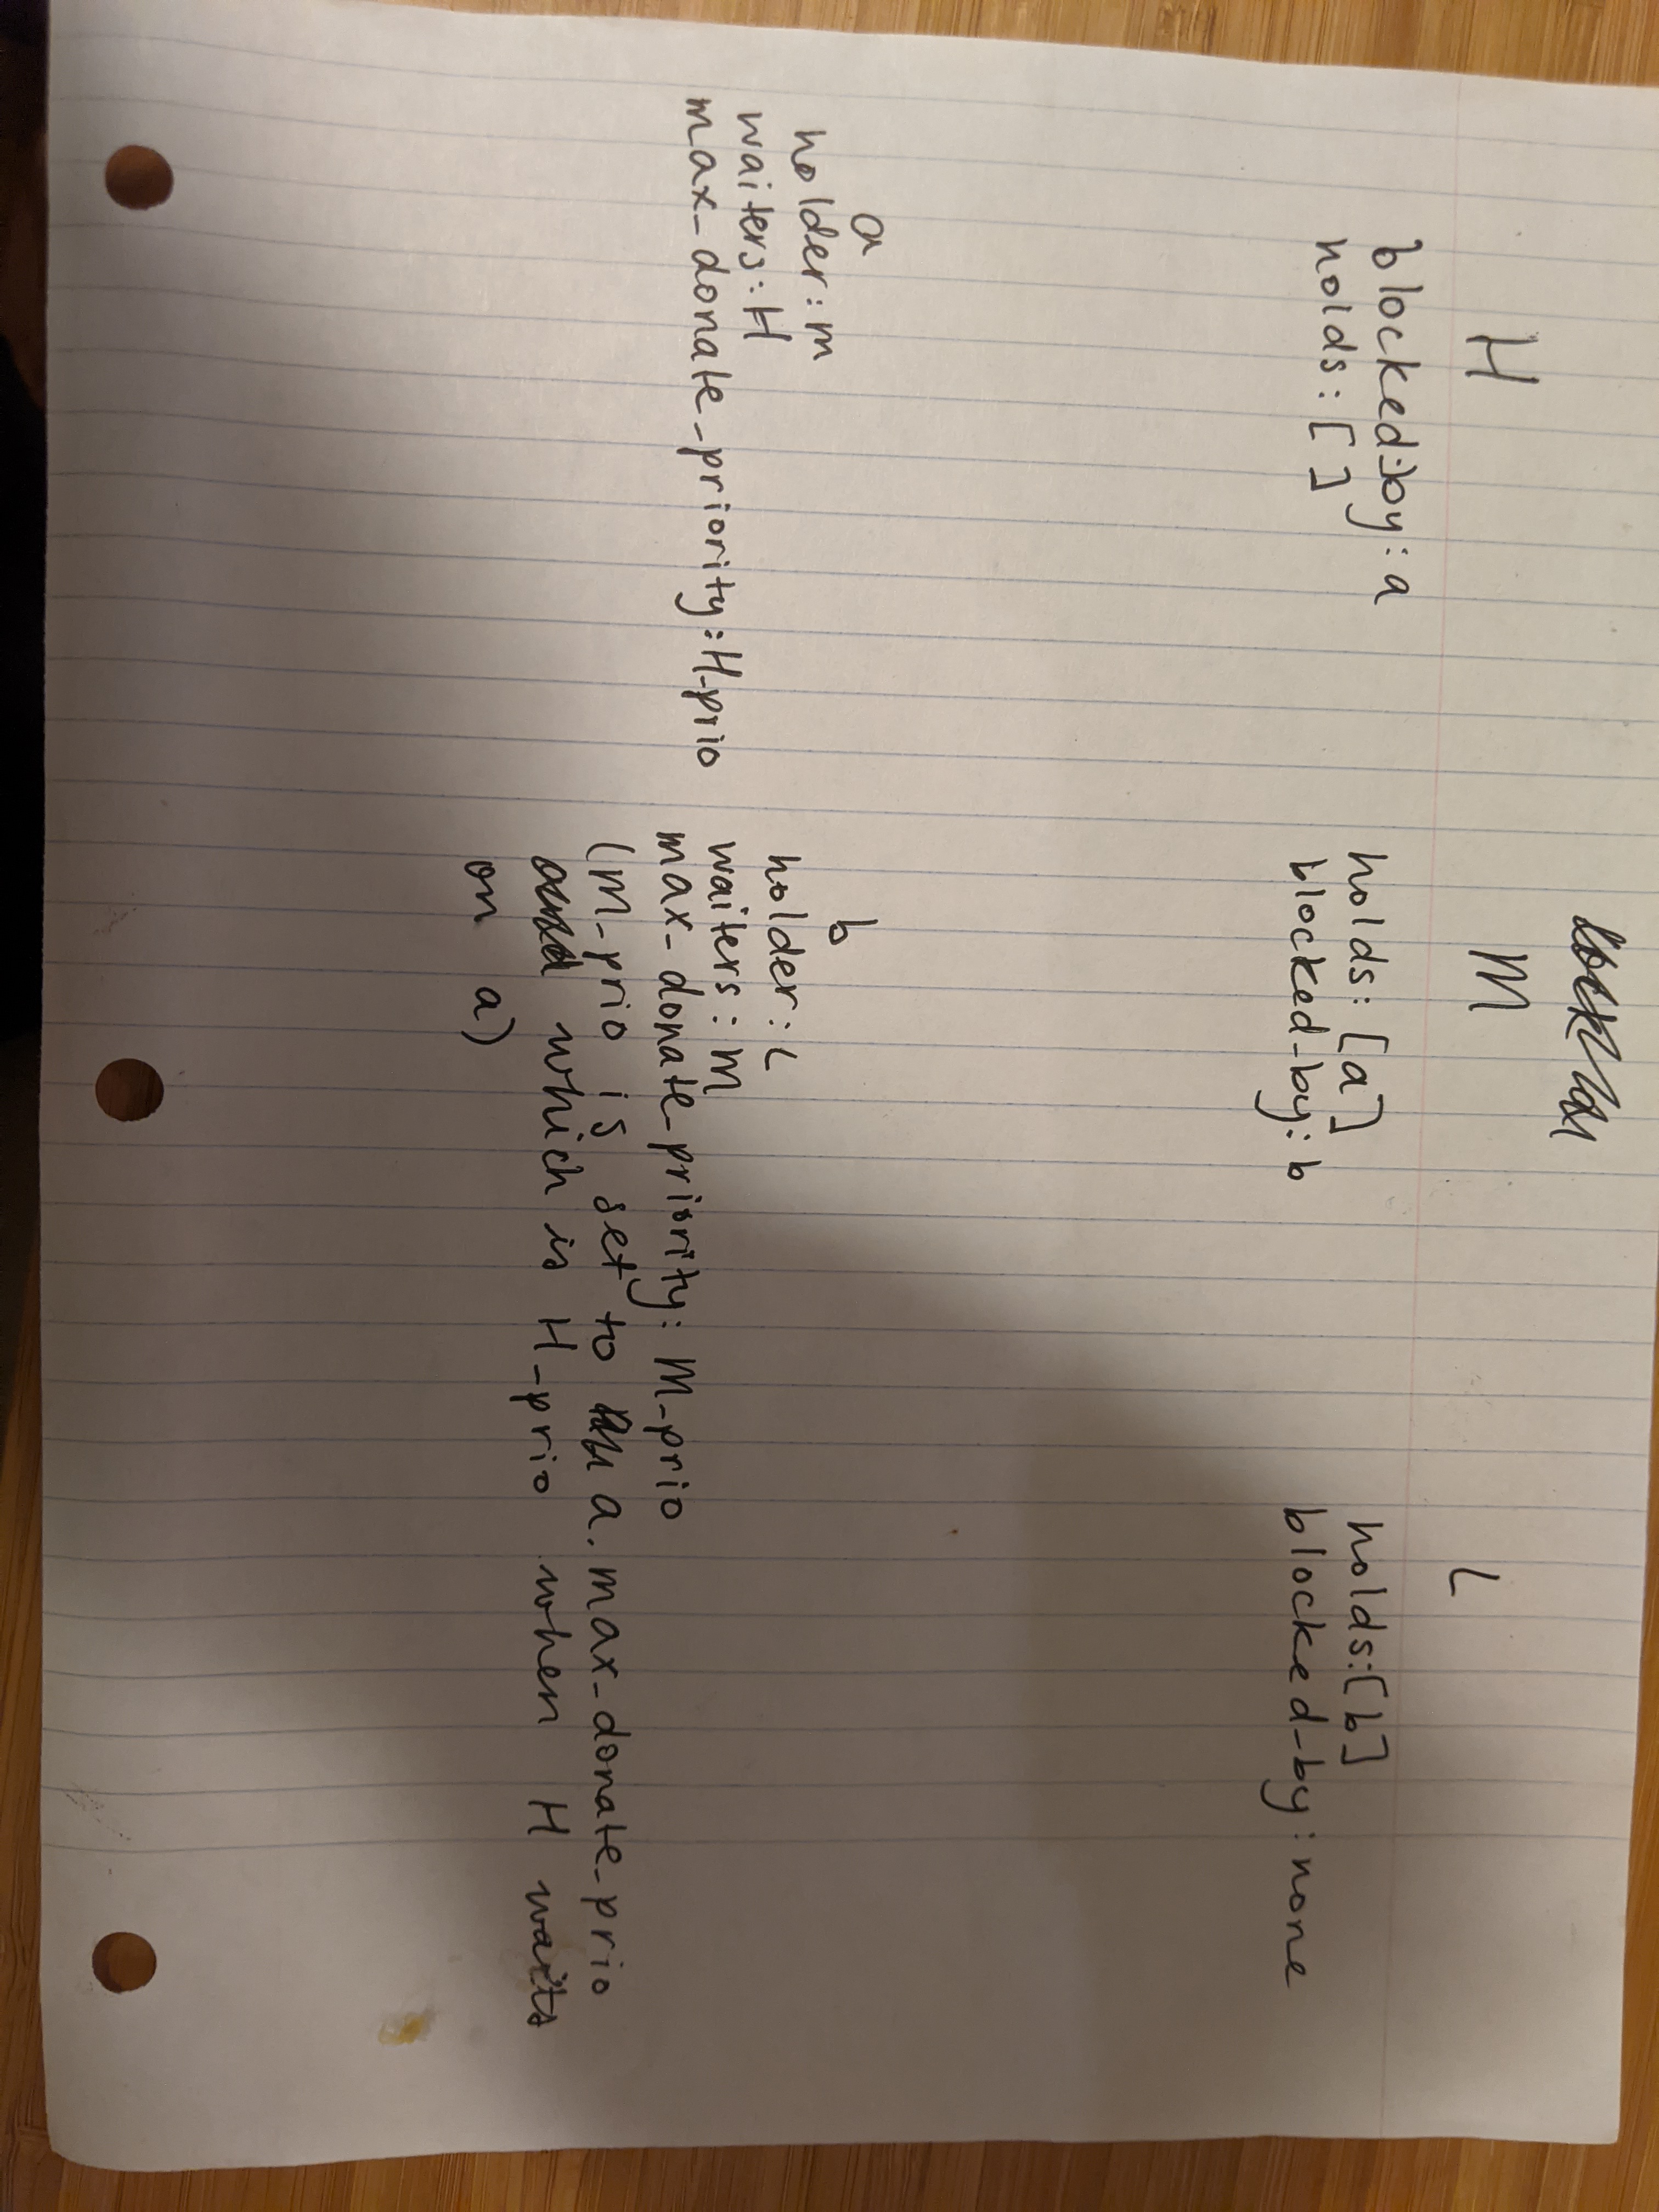 H
blocked-by: a
holds: [ ]
M
holds: [a]
blocked-by: b
L
holds: [b]
blocked-by: none
a
holder: M
waiters: H
max-donate-priority: H-prio
b
holder: L
waiters: M
max-donate-priority: M-prio
(M-prio is set to a.max-donate-prio
which is H-prio when H waits
on a)